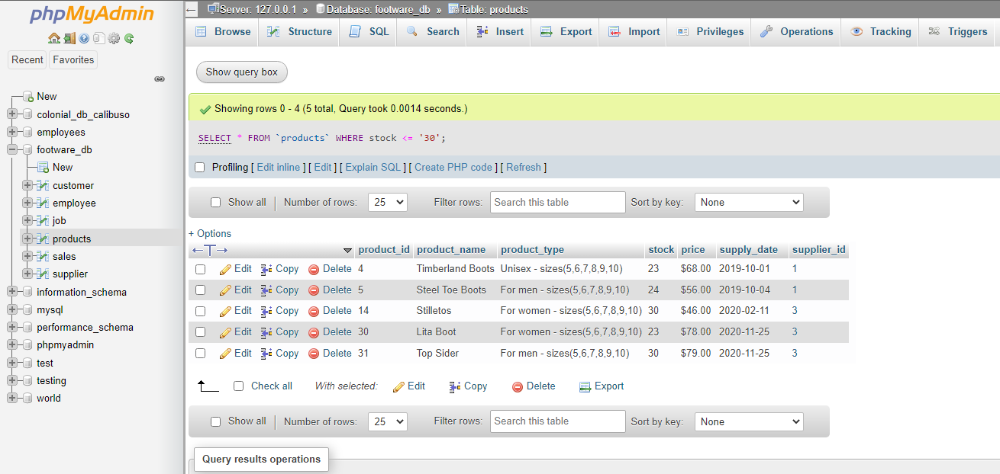 phpMyAdmin
Recent Favorites
New
colonial_db_calibuso
employees
footware_db
New
customer
employee
job
products
sales
supplier
information_schema
mysql
performance_schema
phpmyadmin
test
testing
world
Server: 127.0.0.1 » Database: footware_db » Table: products
Browse Structure SQL Search Insert Export Import Privileges Operations Tracking Triggers
Show query box
Showing rows 0 - 4 (5 total, Query took 0.0014 seconds.)
SELECT * FROM `products` WHERE stock <= '30';
Profiling [ Edit inline ] [ Edit ] [ Explain SQL ] [ Create PHP code ] [ Refresh ]
Show all Number of rows: 25 Filter rows: Search this table Sort by key: None
+ Options
←T→ product_id product_name product_type stock price supply_date supplier_id
Edit Copy Delete 4 Timberland Boots Unisex - sizes(5,6,7,8,9,10) 23 $68.00 2019-10-01 1
Edit Copy Delete 5 Steel Toe Boots For men - sizes(5,6,7,8,9,10) 24 $56.00 2019-10-04 1
Edit Copy Delete 14 Stilletos For women - sizes(5,6,7,8,9,10) 30 $46.00 2020-02-11 3
Edit Copy Delete 30 Lita Boot For women - sizes(5,6,7,8,9,10) 23 $78.00 2020-11-25 3
Edit Copy Delete 31 Top Sider For men - sizes(5,6,7,8,9,10) 30 $79.00 2020-11-25 3
Check all With selected: Edit Copy Delete Export
Show all Number of rows: 25 Filter rows: Search this table Sort by key: None
Query results operations